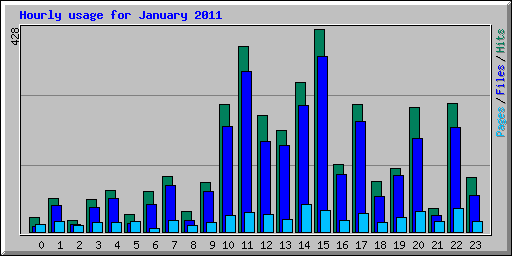 Hourly usage for January 2011
428
Pages / Files / Hits
0 1 2 3 4 5 6 7 8 9 10 11 12 13 14 15 16 17 18 19 20 21 22 23